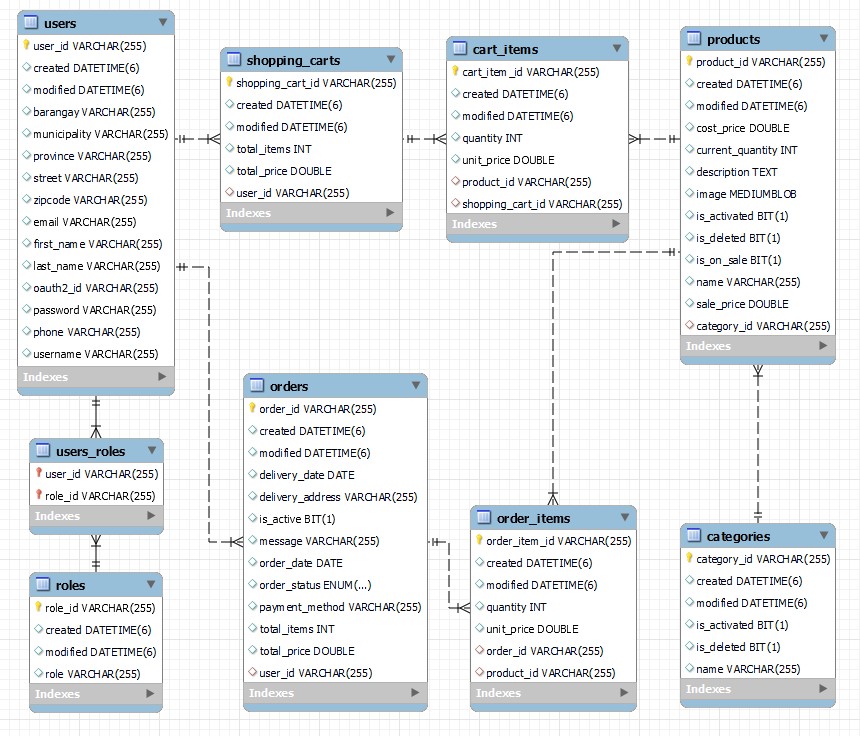 users
user_id VARCHAR(255)
created DATETIME(6)
modified DATETIME(6)
barangay VARCHAR(255)
municipality VARCHAR(255)
province VARCHAR(255)
street VARCHAR(255)
zipcode VARCHAR(255)
email VARCHAR(255)
first_name VARCHAR(255)
last_name VARCHAR(255)
oauth2_id VARCHAR(255)
password VARCHAR(255)
phone VARCHAR(255)
username VARCHAR(255)
Indexes
shopping_carts
shopping_cart_id VARCHAR(255)
created DATETIME(6)
modified DATETIME(6)
total_items INT
total_price DOUBLE
user_id VARCHAR(255)
Indexes
cart_items
cart_item_id VARCHAR(255)
created DATETIME(6)
modified DATETIME(6)
quantity INT
unit_price DOUBLE
product_id VARCHAR(255)
shopping_cart_id VARCHAR(255)
Indexes
products
product_id VARCHAR(255)
created DATETIME(6)
modified DATETIME(6)
cost_price DOUBLE
current_quantity INT
description TEXT
image MEDIUMBLOB
is_activated BIT(1)
is_deleted BIT(1)
is_on_sale BIT(1)
name VARCHAR(255)
sale_price DOUBLE
category_id VARCHAR(255)
Indexes
users_roles
user_id VARCHAR(255)
role_id VARCHAR(255)
Indexes
roles
role_id VARCHAR(255)
created DATETIME(6)
modified DATETIME(6)
role VARCHAR(255)
Indexes
orders
order_id VARCHAR(255)
created DATETIME(6)
modified DATETIME(6)
delivery_date DATE
delivery_address VARCHAR(255)
is_active BIT(1)
message VARCHAR(255)
order_date DATE
order_status ENUM(...)
payment_method VARCHAR(255)
total_items INT
total_price DOUBLE
user_id VARCHAR(255)
Indexes
order_items
order_item_id VARCHAR(255)
created DATETIME(6)
modified DATETIME(6)
quantity INT
unit_price DOUBLE
order_id VARCHAR(255)
product_id VARCHAR(255)
Indexes
categories
category_id VARCHAR(255)
created DATETIME(6)
modified DATETIME(6)
is_activated BIT(1)
is_deleted BIT(1)
name VARCHAR(255)
Indexes